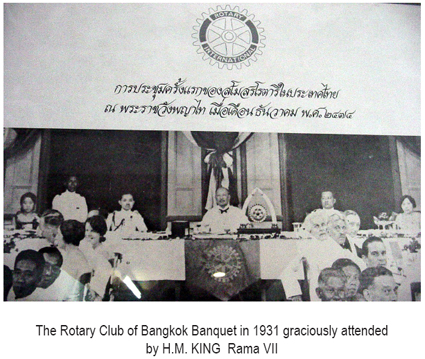 ROTARY
INTERNATIONAL
การประชุมครั้งแรกของสโมสรโรตารีในประเทศไทย
ณ พระราชวังพญาไท เมื่อเดือนธันวาคม พ.ศ. ๒๔๗๔
The Rotary Club of Bangkok Banquet in 1931 graciously attended
by H.M. KING Rama VII